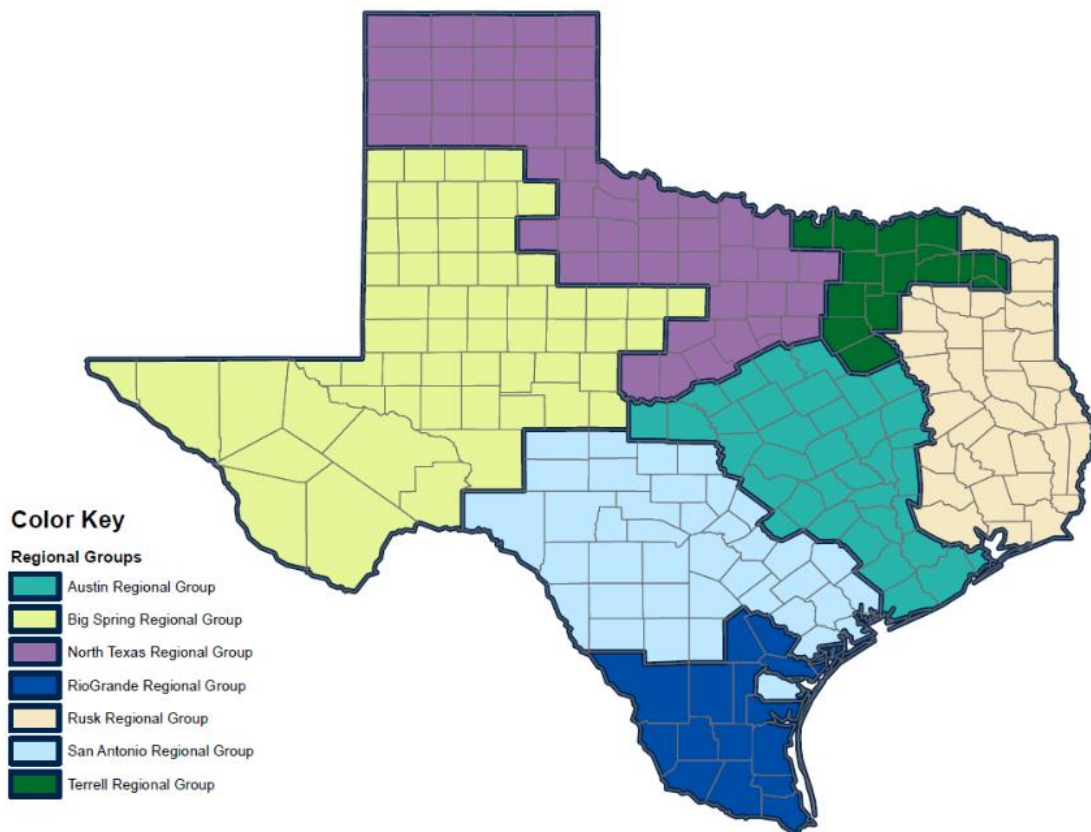 Color Key
Regional Groups
Austin Regional Group
Big Spring Regional Group
North Texas Regional Group
RioGrande Regional Group
Rusk Regional Group
San Antonio Regional Group
Terrell Regional Group